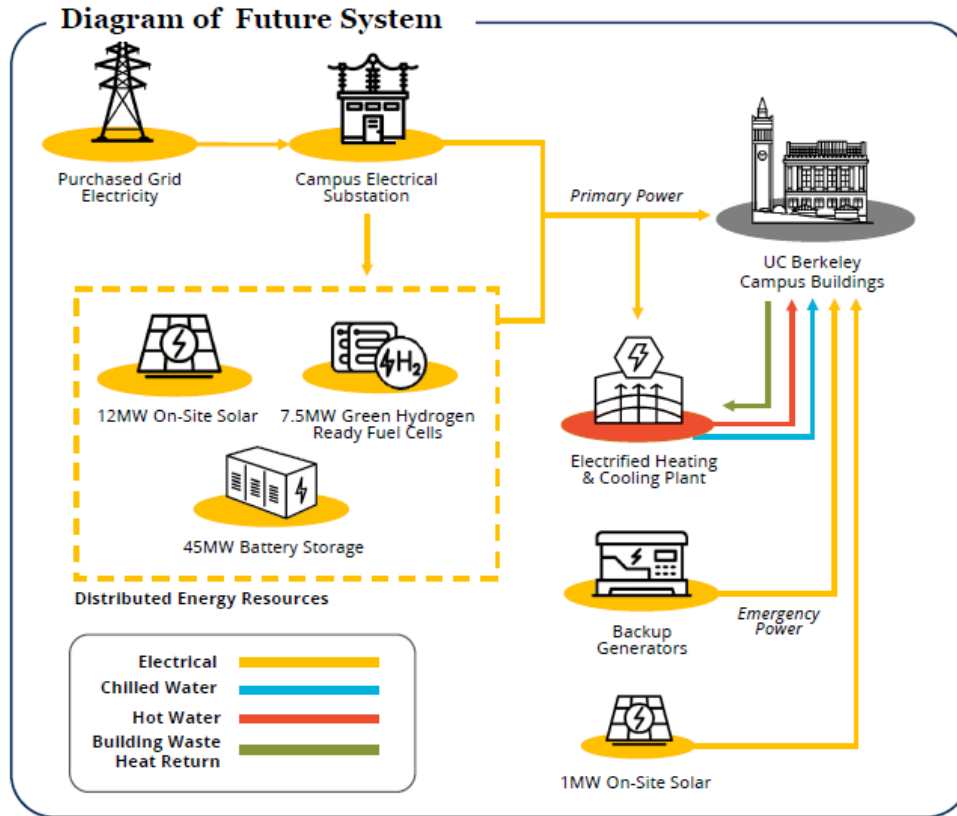 Diagram of Future System
Purchased Grid
Electricity
Campus Electrical
Substation
Primary Power
UC Berkeley
Campus Buildings
12MW On-Site Solar
H₂
7.5MW Green Hydrogen
Ready Fuel Cells
45MW Battery Storage
Distributed Energy Resources
Electrified Heating
& Cooling Plant
Backup
Generators
Emergency
Power
1MW On-Site Solar
Electrical
Chilled Water
Hot Water
Building Waste
Heat Return